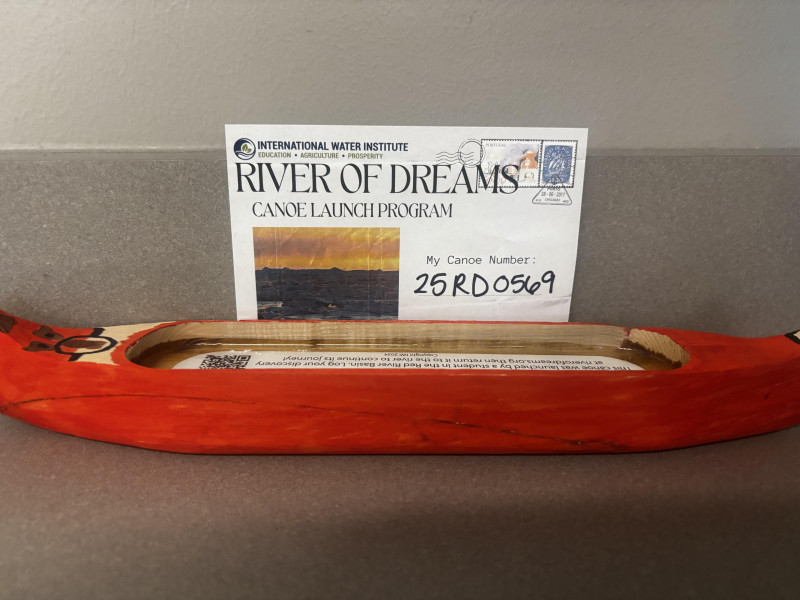 INTERNATIONAL WATER INSTITUTE
EDUCATION • AGRICULTURE • PROSPERITY
RIVER OF DREAMS
CANOE LAUNCH PROGRAM
PORTUGAL
My Canoe Number:
25RD0569
This canoe was launched by a student in the Red River Basin. Log your discovery
at riverofdreams.org then return it to the river to continue its journey!